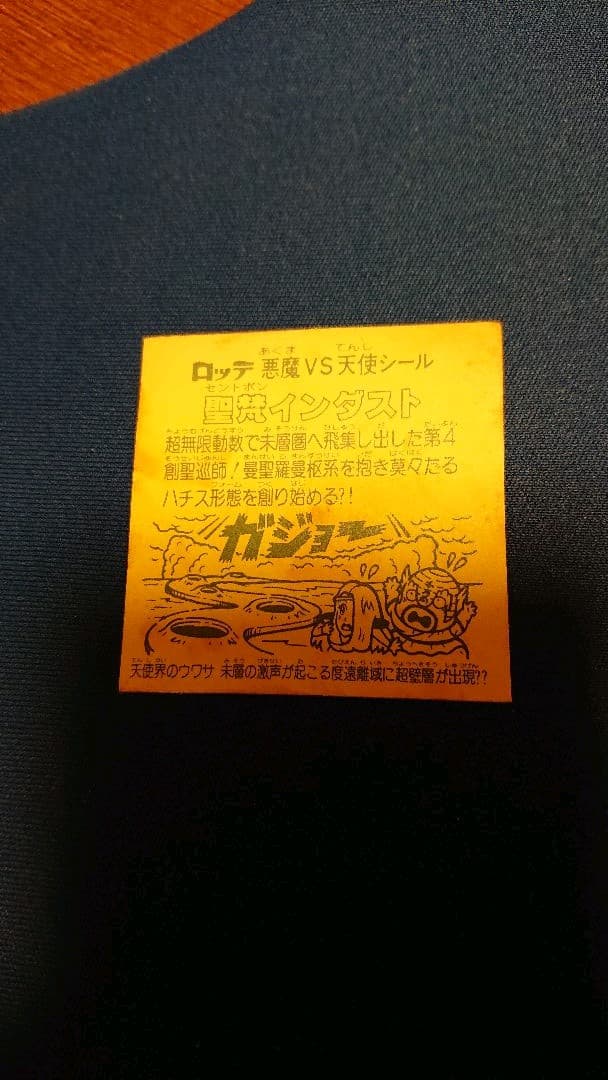 ロッテ 悪魔VS天使シール
聖梵インダスト
超無限動数で未層圏へ飛集し出した第4
創聖巡師!曼聖羅曼枢系を抱き莫々たる
ハチス形態を創り始める?!
ガジョー
天使界のウワサ 未層の激声が起こる度遠離域に超壁層が出現??